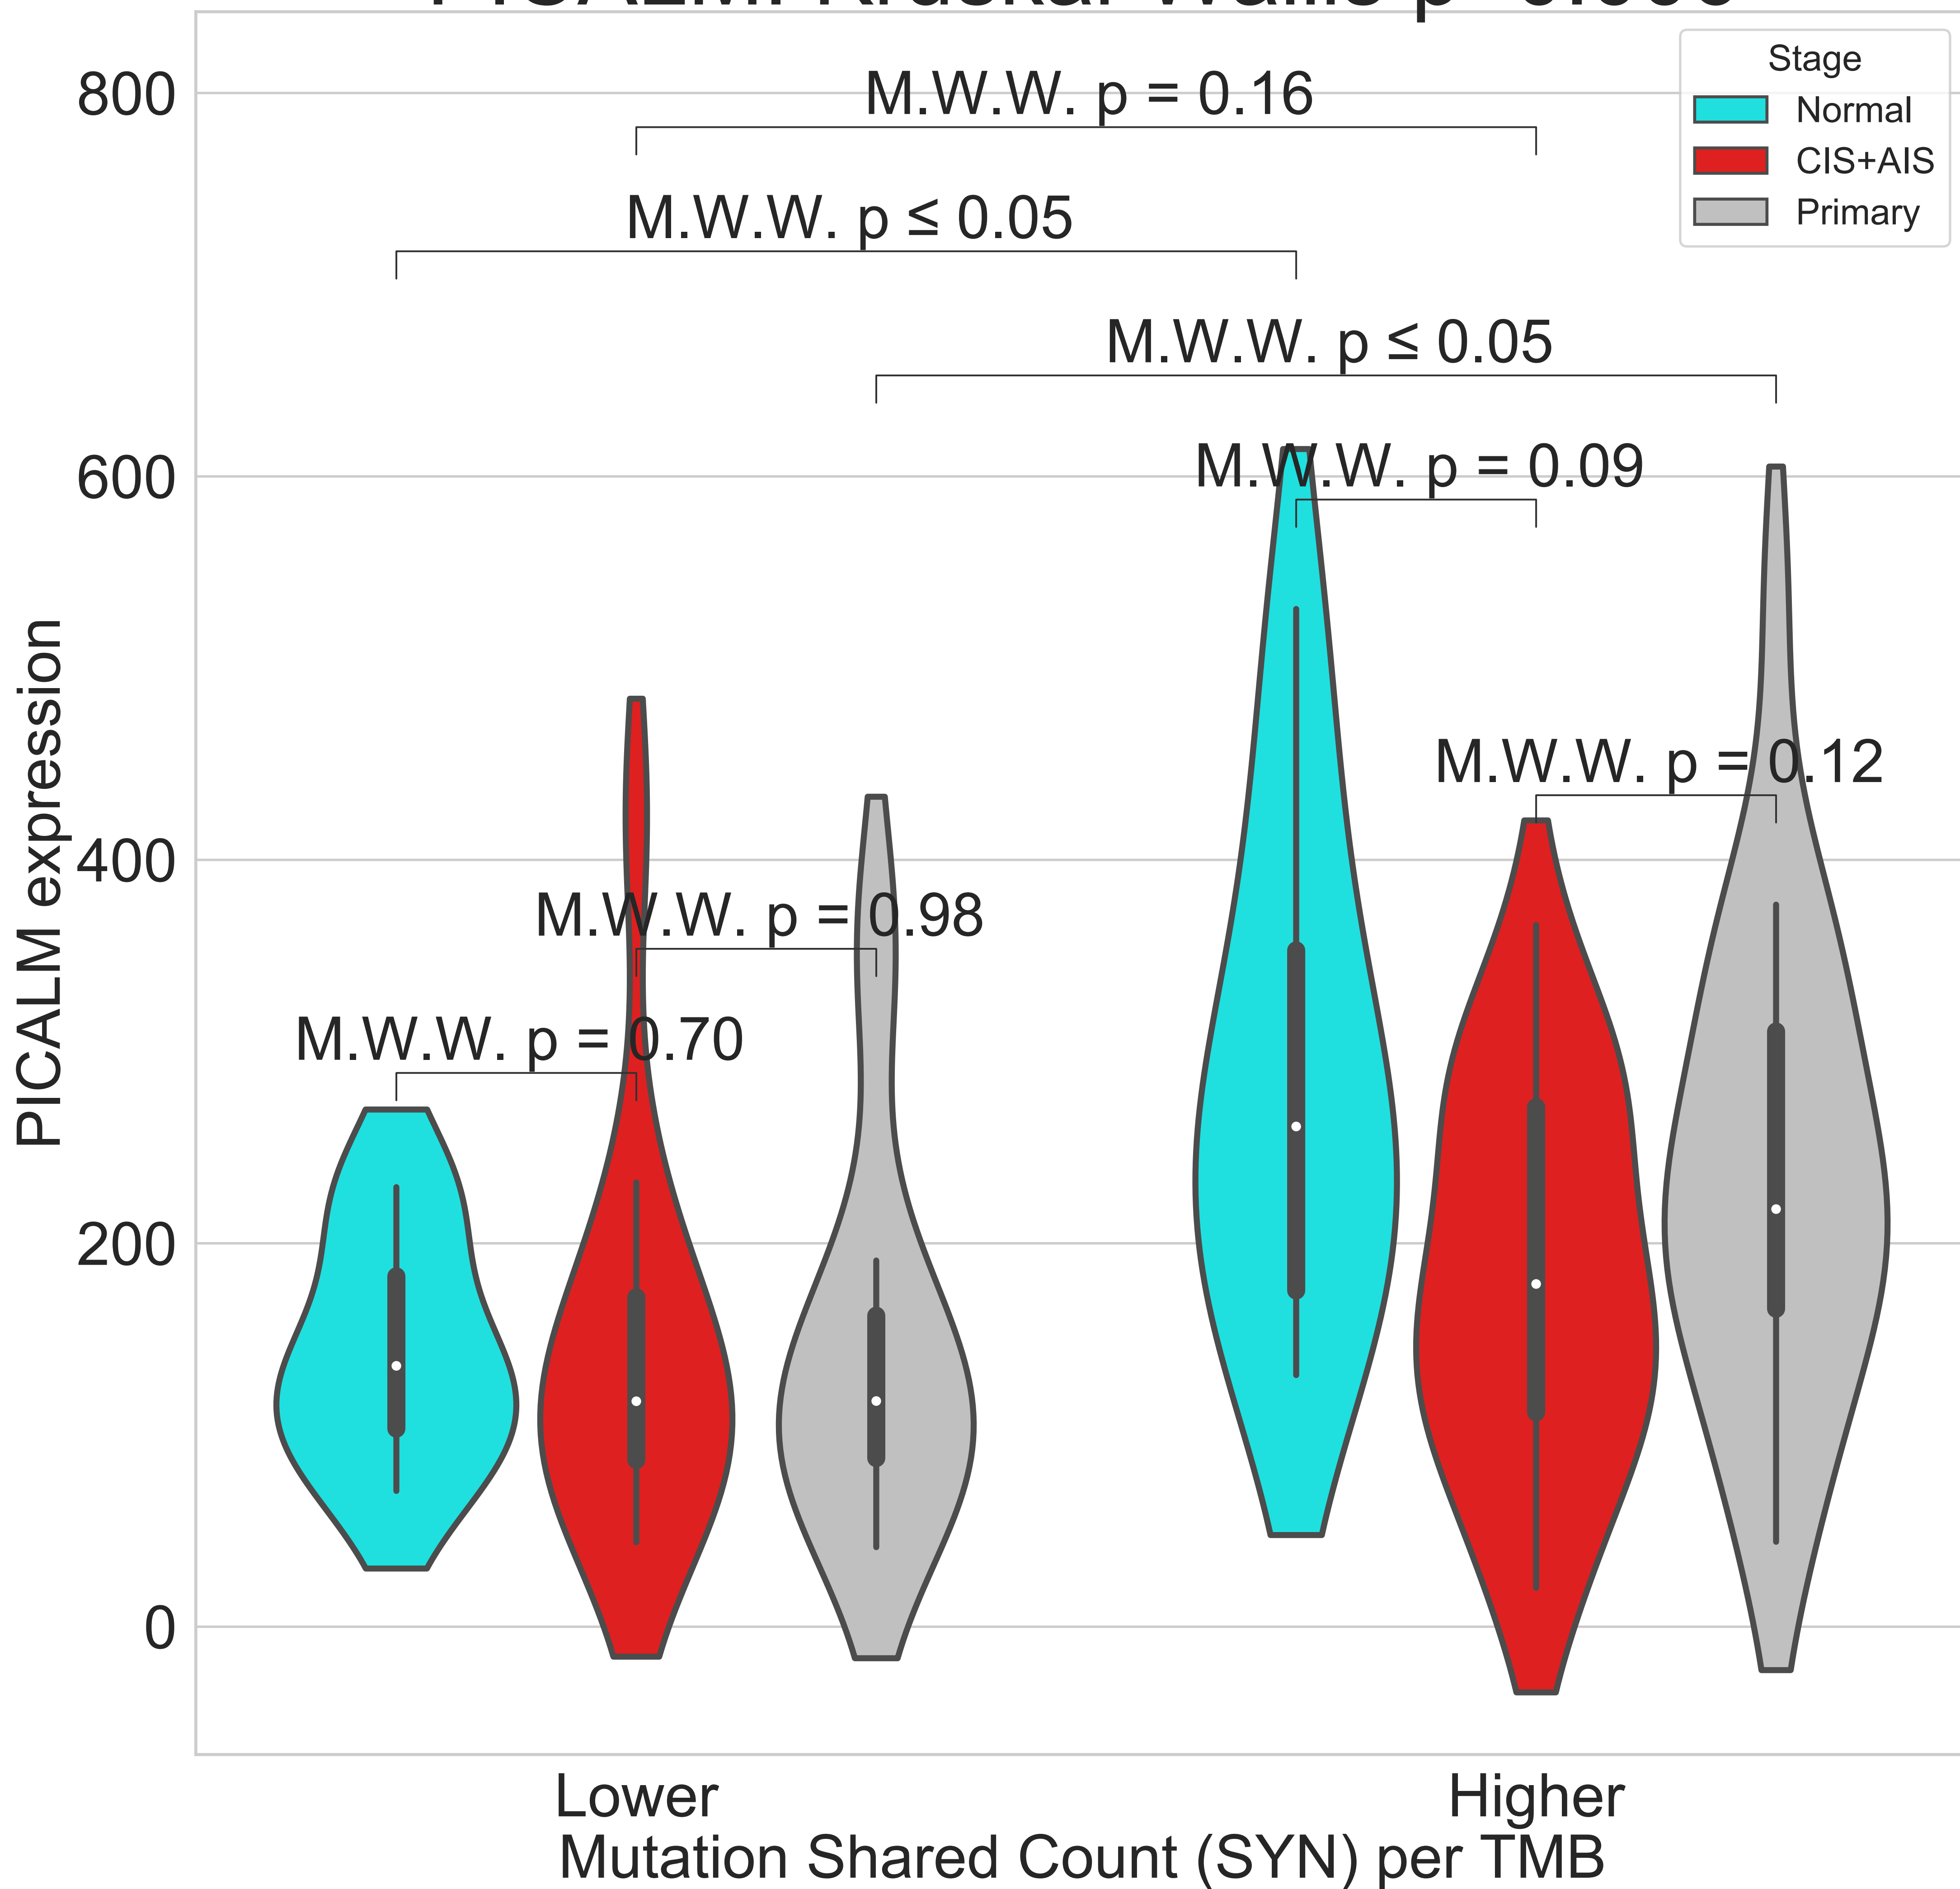 800
600
400
200
0
PICALM expression
Stage
Normal
CIS+AIS
Primary
M.W.W. p = 0.16
M.W.W. p ≤ 0.05
M.W.W. p ≤ 0.05
M.W.W. p = 0.09
M.W.W. p = 0.12
M.W.W. p = 0.98
M.W.W. p = 0.70
Lower
Higher
Mutation Shared Count (SYN) per TMB